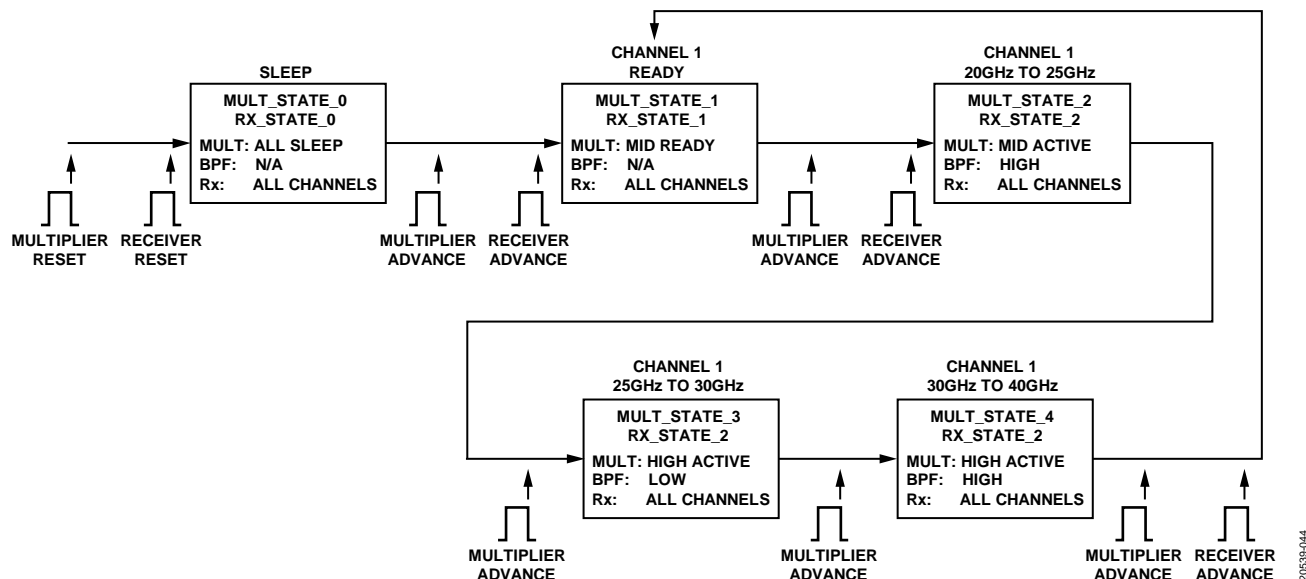 SLEEP
MULT_STATE_0
RX_STATE_0
MULT: ALL SLEEP
BPF: N/A
Rx: ALL CHANNELS
MULTIPLIER
RESET
RECEIVER
RESET
MULTIPLIER
ADVANCE
RECEIVER
ADVANCE
CHANNEL 1
READY
MULT_STATE_1
RX_STATE_1
MULT: MID READY
BPF: N/A
Rx: ALL CHANNELS
MULTIPLIER
ADVANCE
RECEIVER
ADVANCE
CHANNEL 1
20GHz TO 25GHz
MULT_STATE_2
RX_STATE_2
MULT: MID ACTIVE
BPF: HIGH
Rx: ALL CHANNELS
MULTIPLIER
ADVANCE
CHANNEL 1
25GHz TO 30GHz
MULT_STATE_3
RX_STATE_2
MULT: HIGH ACTIVE
BPF: LOW
Rx: ALL CHANNELS
MULTIPLIER
ADVANCE
CHANNEL 1
30GHz TO 40GHz
MULT_STATE_4
RX_STATE_2
MULT: HIGH ACTIVE
BPF: HIGH
Rx: ALL CHANNELS
MULTIPLIER
ADVANCE
RECEIVER
ADVANCE